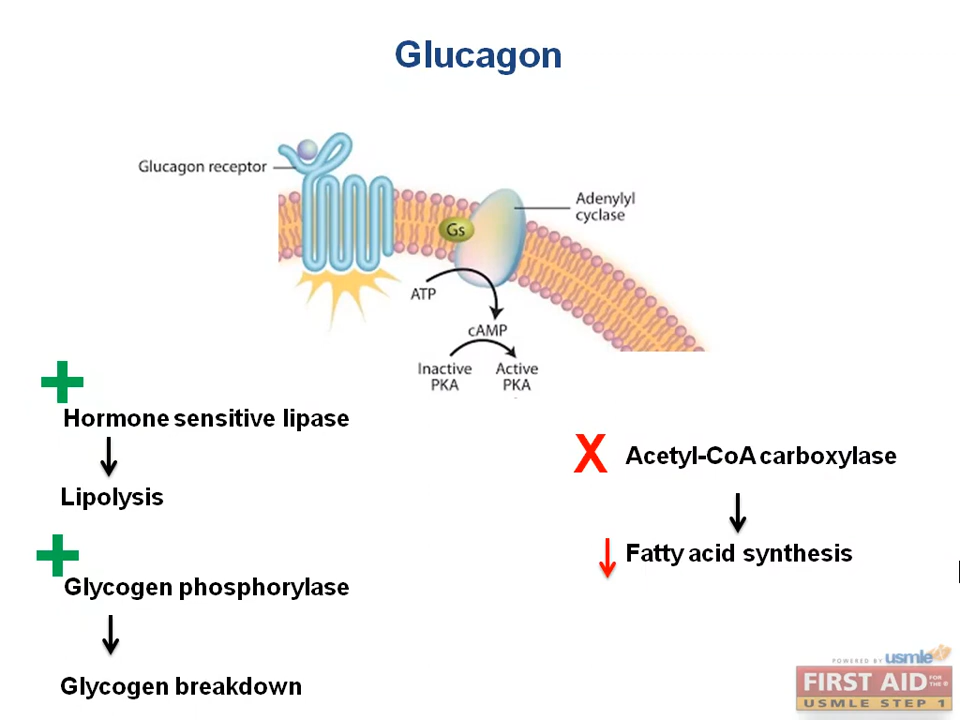 Glucagon
Glucagon receptor
Adenylyl
cyclase
Gs
ATP
cAMP
Inactive
PKA
Active
PKA
+
Hormone sensitive lipase
Lipolysis
+
Glycogen phosphorylase
Glycogen breakdown
X
Acetyl-CoA carboxylase
Fatty acid synthesis
POWERED BY usmle
FIRST AID FOR THE®
USMLE STEP 1